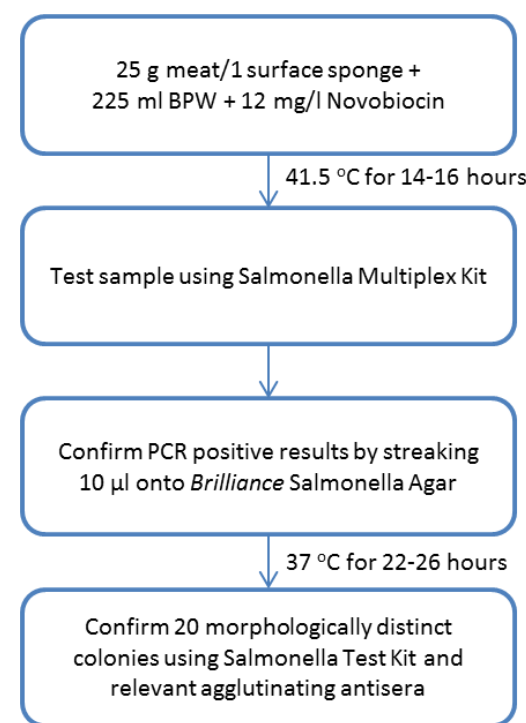 25 g meat/1 surface sponge +
225 ml BPW + 12 mg/l Novobiocin
41.5 °C for 14-16 hours
Test sample using Salmonella Multiplex Kit
Confirm PCR positive results by streaking
10 µl onto Brilliance Salmonella Agar
37 °C for 22-26 hours
Confirm 20 morphologically distinct
colonies using Salmonella Test Kit and
relevant agglutinating antisera